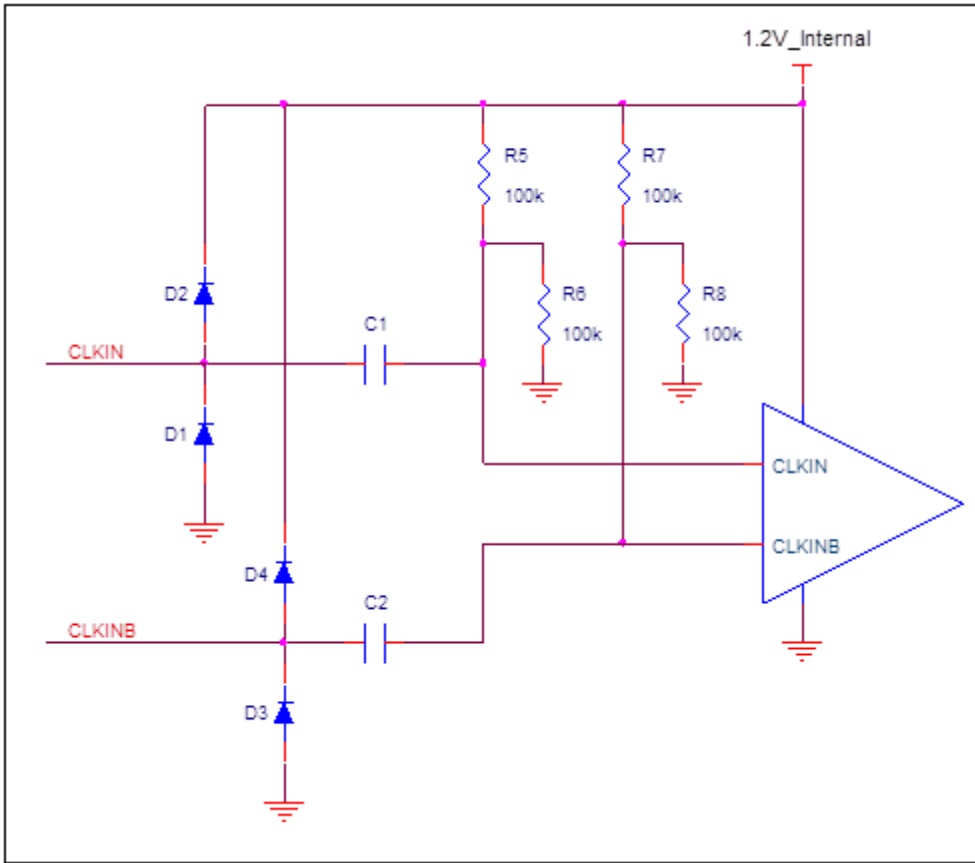 1.2V_Internal
R5
100k
R7
100k
D2
R6
100k
R8
100k
C1
CLKIN
D1
CLKIN
CLKINB
D4
C2
CLKINB
D3